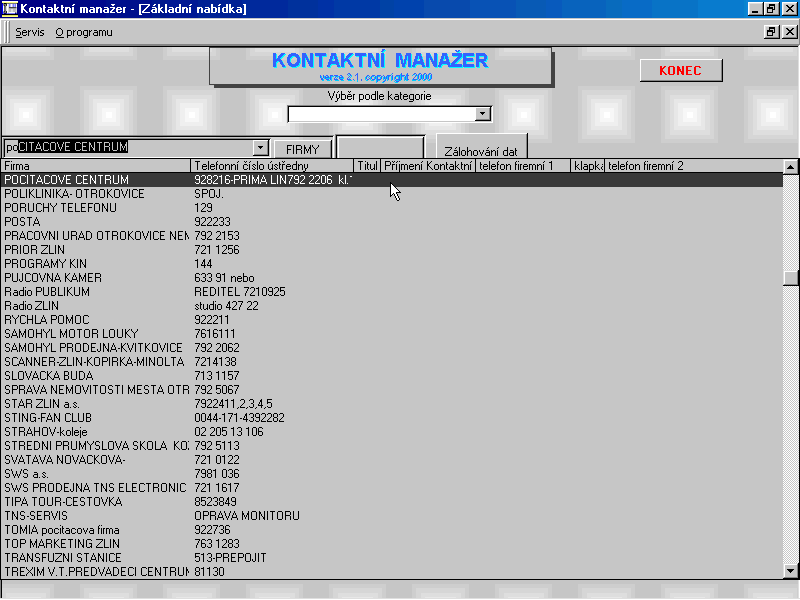 Kontaktní manažer - [Základní nabídka]
Servis O programu
KONTAKTNÍ MANAŽER
verze 2.1, copyright 2000
KONEC
Výběr podle kategorie
POCITACOVE CENTRUM FIRMY Zálohování dat
Firma Telefonní číslo ústředny Titul Příjmení Kontaktní telefon firemní 1 klapka telefon firemní 2
POCITACOVE CENTRUM 928216-PRIMA LIN792 2206 kl.
POLIKLINIKA- OTROKOVICE SPOJ.
PORUCHY TELEFONU 129
POSTA 922233
PRACOVNI URAD OTROKOVICE NEM 792 2153
PRIOR ZLIN 721 1256
PROGRAMY KIN 144
PUJCOVNA KAMER 633 91 nebo
Radio PUBLIKUM REDITEL 7210925
Radio ZLIN studio 427 22
RYCHLA POMOC 922211
SAMOHYL MOTOR LOUKY 7616111
SAMOHYL PRODEJNA-KVITKOVICE 792 2062
SCANNER-ZLIN-KOPIRKA-MINOLTA 7214138
SLOVACKA BUDA 713 1157
SPRAVA NEMOVITOSTI MESTA OTR 792 5067
STAR ZLIN a.s. 7922411,2,3,4,5
STING-FAN CLUB 0044-171-4392282
STRAHOV-koleje 02 205 13 106
STREDNI PRUMYSLOVA SKOLA KOZ 792 5113
SVATAVA NOVACKOVA- 721 0122
SWS a.s. 7981 036
SWS PRODEJNA TNS ELECTRONIC 721 1617
TIPA TOUR-CESTOVKA 8523849
TNS-SERVIS OPRAVA MONITORU
TOMIA pocitacova firma 922736
TOP MARKETING ZLIN 763 1283
TRANSFUZNI STANICE 513-PREPOJIT
TREXIM V.T.PREDVADECI CENTRUM 81130